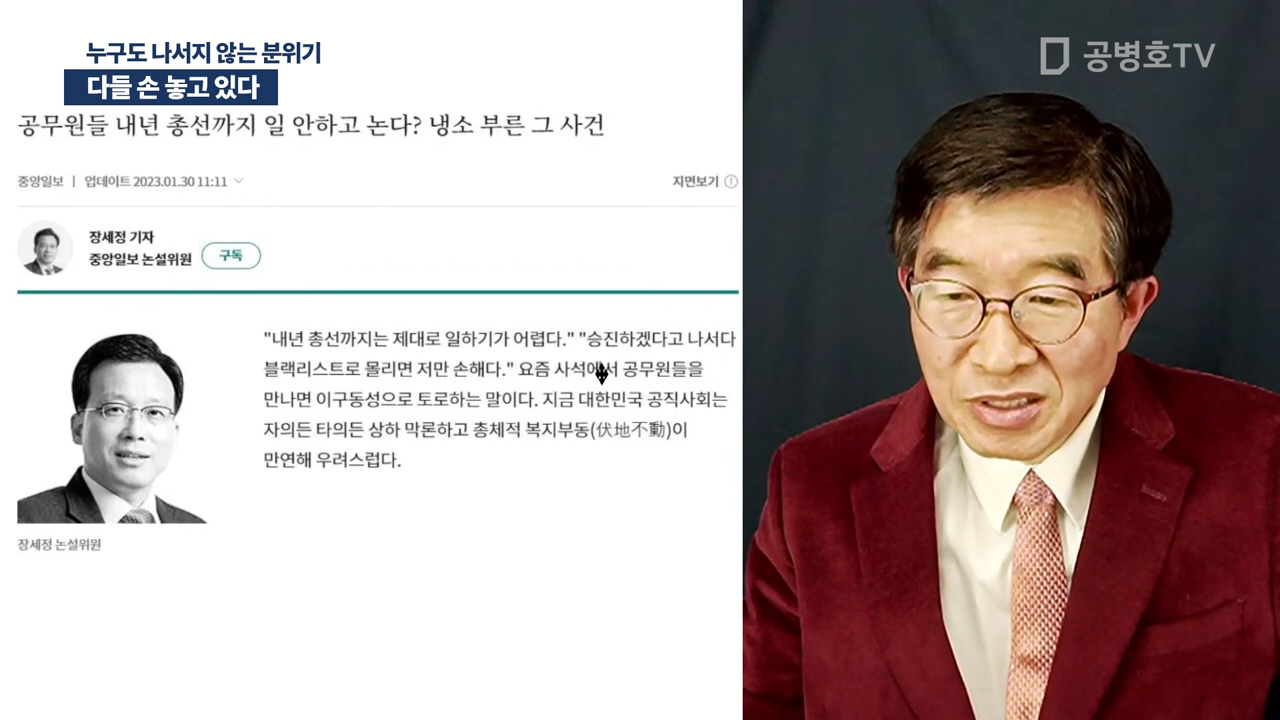 누구도 나서지 않는 분위기
다들 손 놓고 있다
공병호TV
공무원들 내년 총선까지 일 안하고 논다? 냉소 부른 그 사건
중앙일보 | 업데이트 2023.01.30 11:11
지면보기
장세정 기자
중앙일보 논설위원
구독
"내년 총선까지는 제대로 일하기가 어렵다." "승진하겠다고 나서다
블랙리스트로 몰리면 저만 손해다." 요즘 사석에서 공무원들을
만나면 이구동성으로 토로하는 말이다. 지금 대한민국 공직사회는
자의든 타의든 상하 막론하고 총체적 복지부동(伏地不動)이
만연해 우려스럽다.
장세정 논설위원